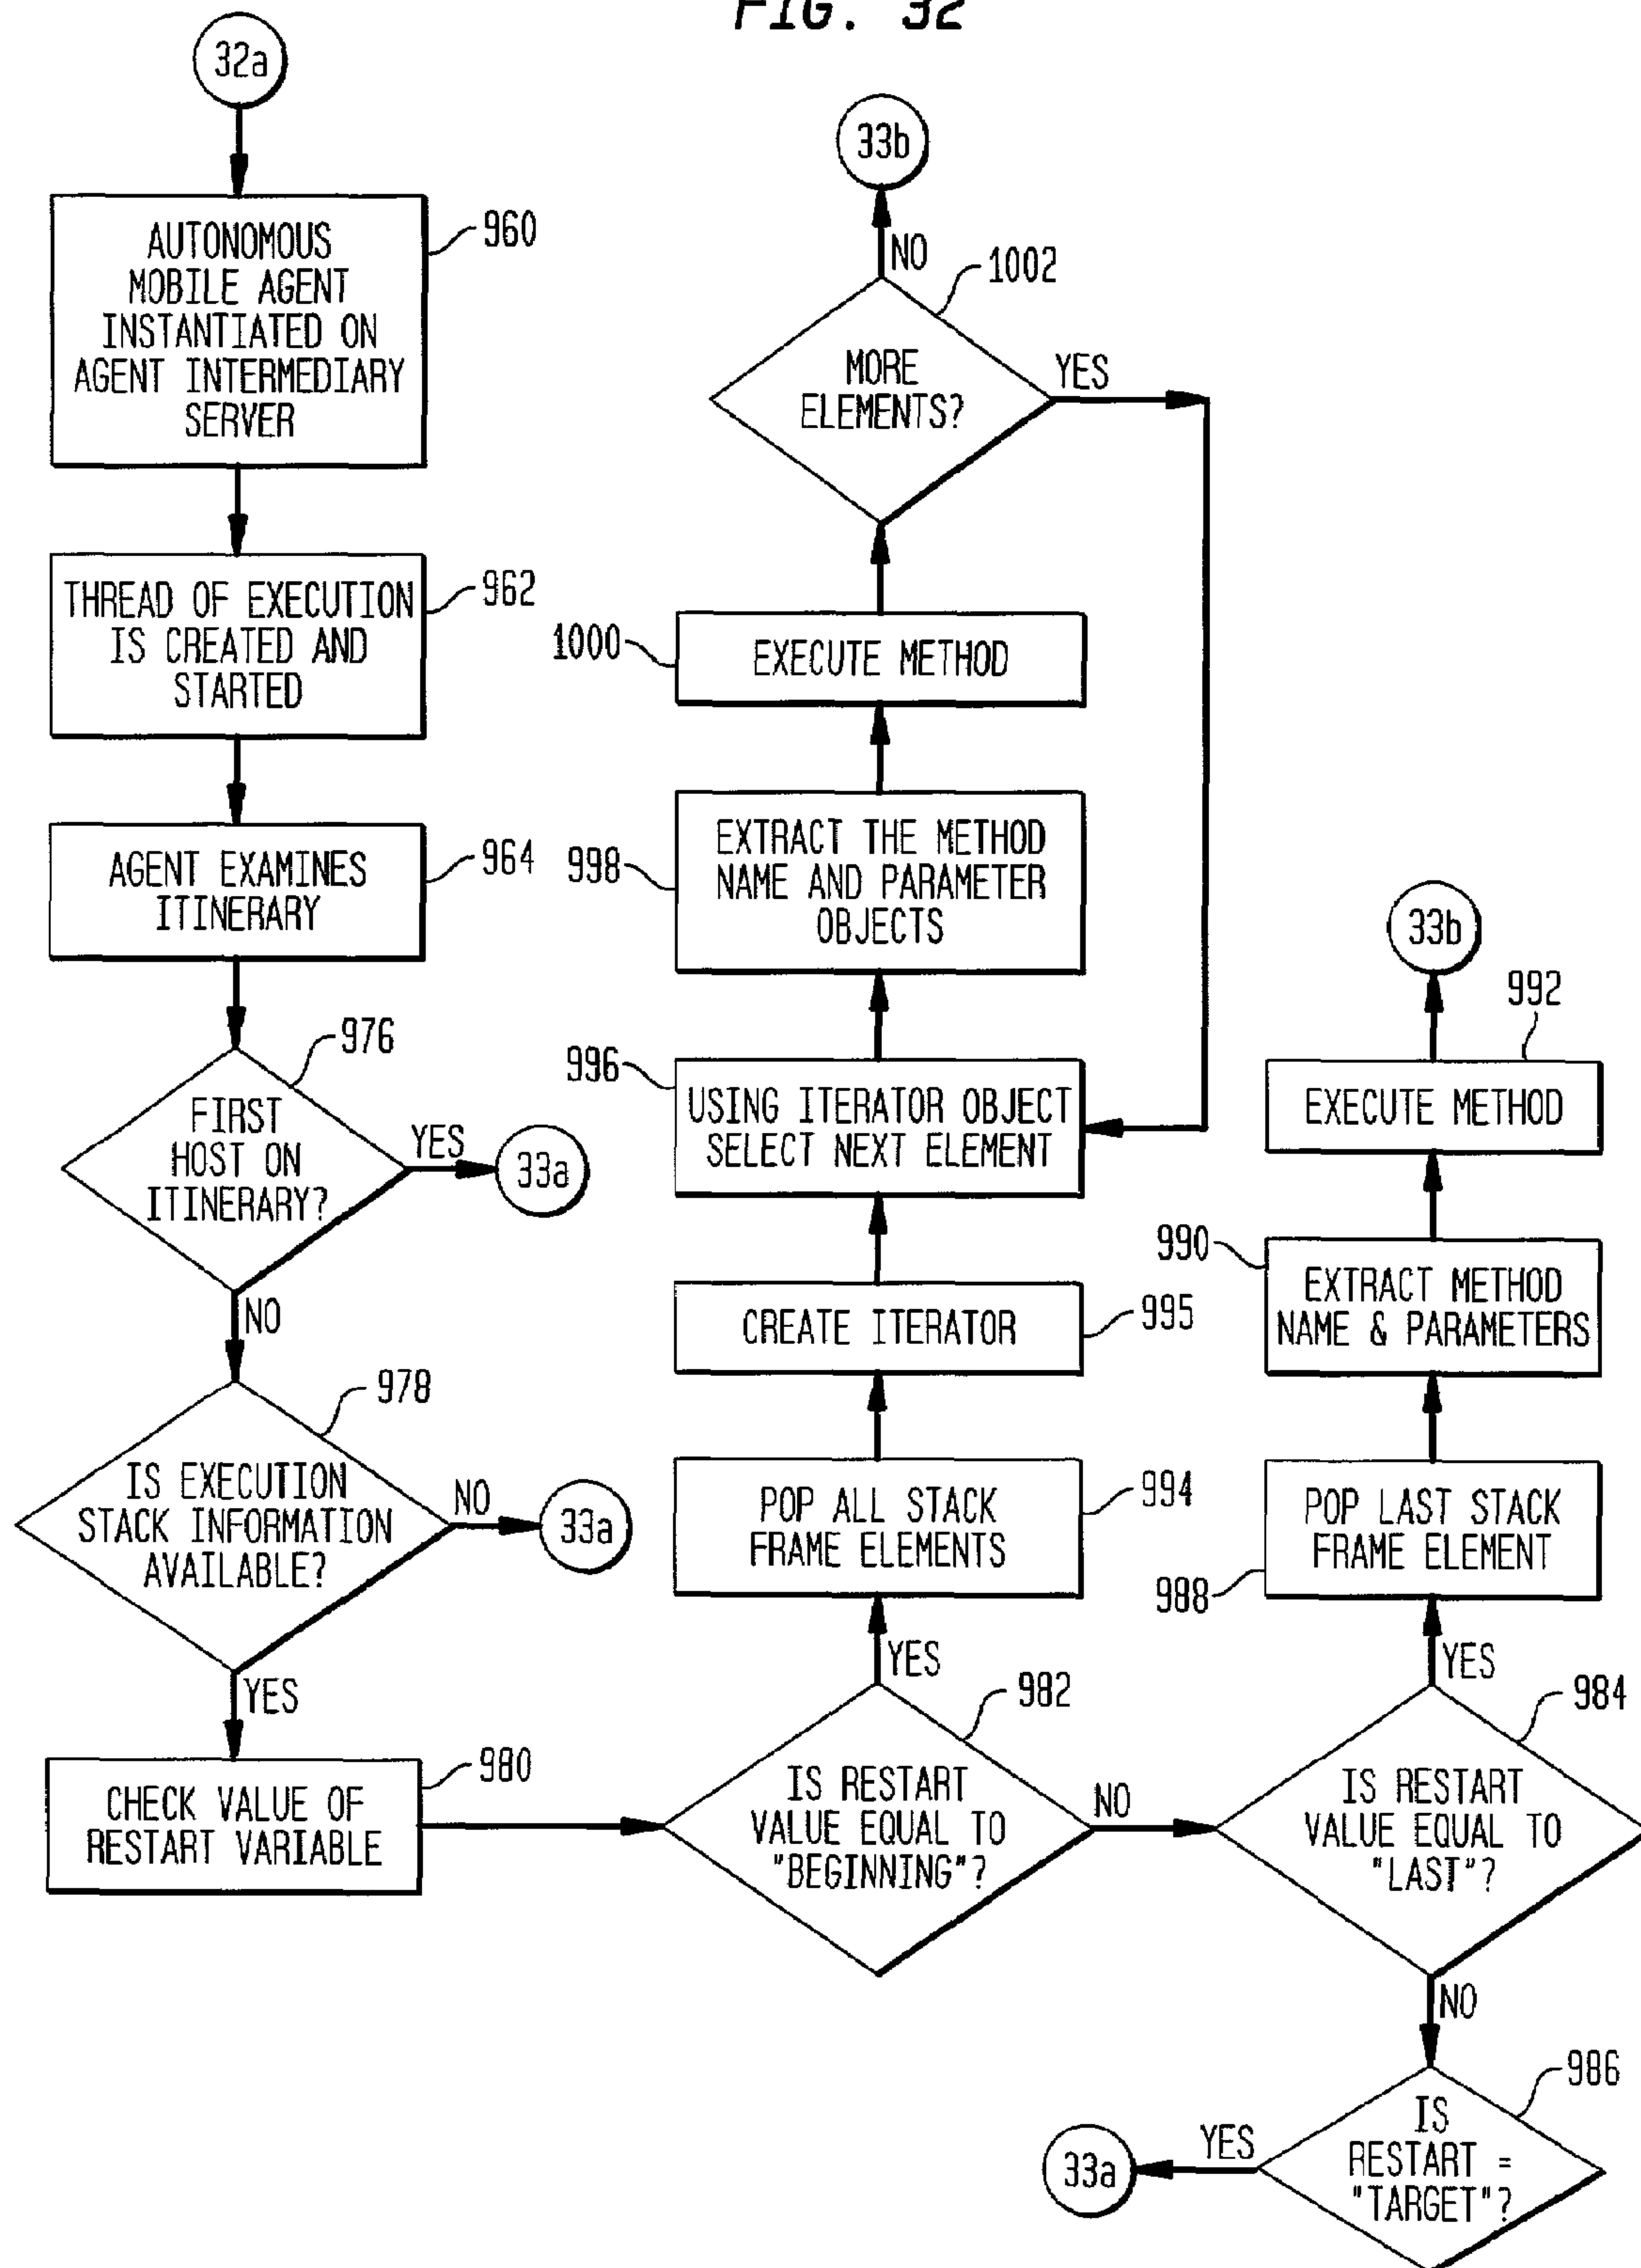 FIG. 32
32a
AUTONOMOUS
MOBILE AGENT
INSTANTIATED ON
AGENT INTERMEDIARY
SERVER
960
THREAD OF EXECUTION
IS CREATED AND
STARTED
962
AGENT EXAMINES
ITINERARY
964
976
FIRST
HOST ON
ITINERARY?
YES
33a
NO
978
IS EXECUTION
STACK INFORMATION
AVAILABLE?
NO
33a
YES
CHECK VALUE OF
RESTART VARIABLE
980
33b
NO
1002
MORE
ELEMENTS?
YES
1000
EXECUTE METHOD
998
EXTRACT THE METHOD
NAME AND PARAMETER
OBJECTS
996
USING ITERATOR OBJECT
SELECT NEXT ELEMENT
CREATE ITERATOR
995
POP ALL STACK
FRAME ELEMENTS
994
YES
982
IS RESTART
VALUE EQUAL TO
"BEGINNING"?
NO
33b
992
EXECUTE METHOD
990
EXTRACT METHOD
NAME & PARAMETERS
POP LAST STACK
FRAME ELEMENT
988
YES
984
IS RESTART
VALUE EQUAL TO
"LAST"?
NO
986
IS
RESTART =
"TARGET"?
YES
33a